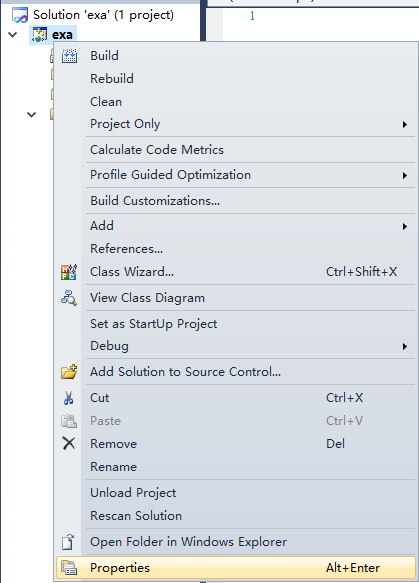 Solution 'exa' (1 project)
1
exa
Build
Rebuild
Clean
Project Only
Calculate Code Metrics
Profile Guided Optimization
Build Customizations...
Add
References...
Class Wizard... Ctrl+Shift+X
View Class Diagram
Set as StartUp Project
Debug
Add Solution to Source Control...
Cut Ctrl+X
Paste Ctrl+V
Remove Del
Rename
Unload Project
Rescan Solution
Open Folder in Windows Explorer
Properties Alt+Enter